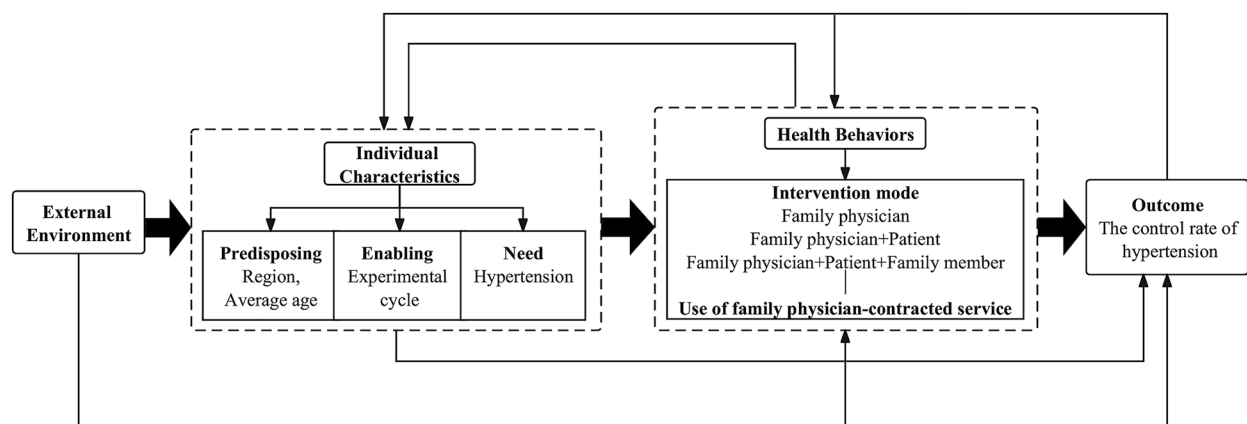 External
Environment
Individual
Characteristics
Predisposing
Region,
Average age
Enabling
Experimental
cycle
Need
Hypertension
Health Behaviors
Intervention mode
Family physician
Family physician+Patient
Family physician+Patient+Family member
Use of family physician-contracted service
Outcome
The control rate of
hypertension